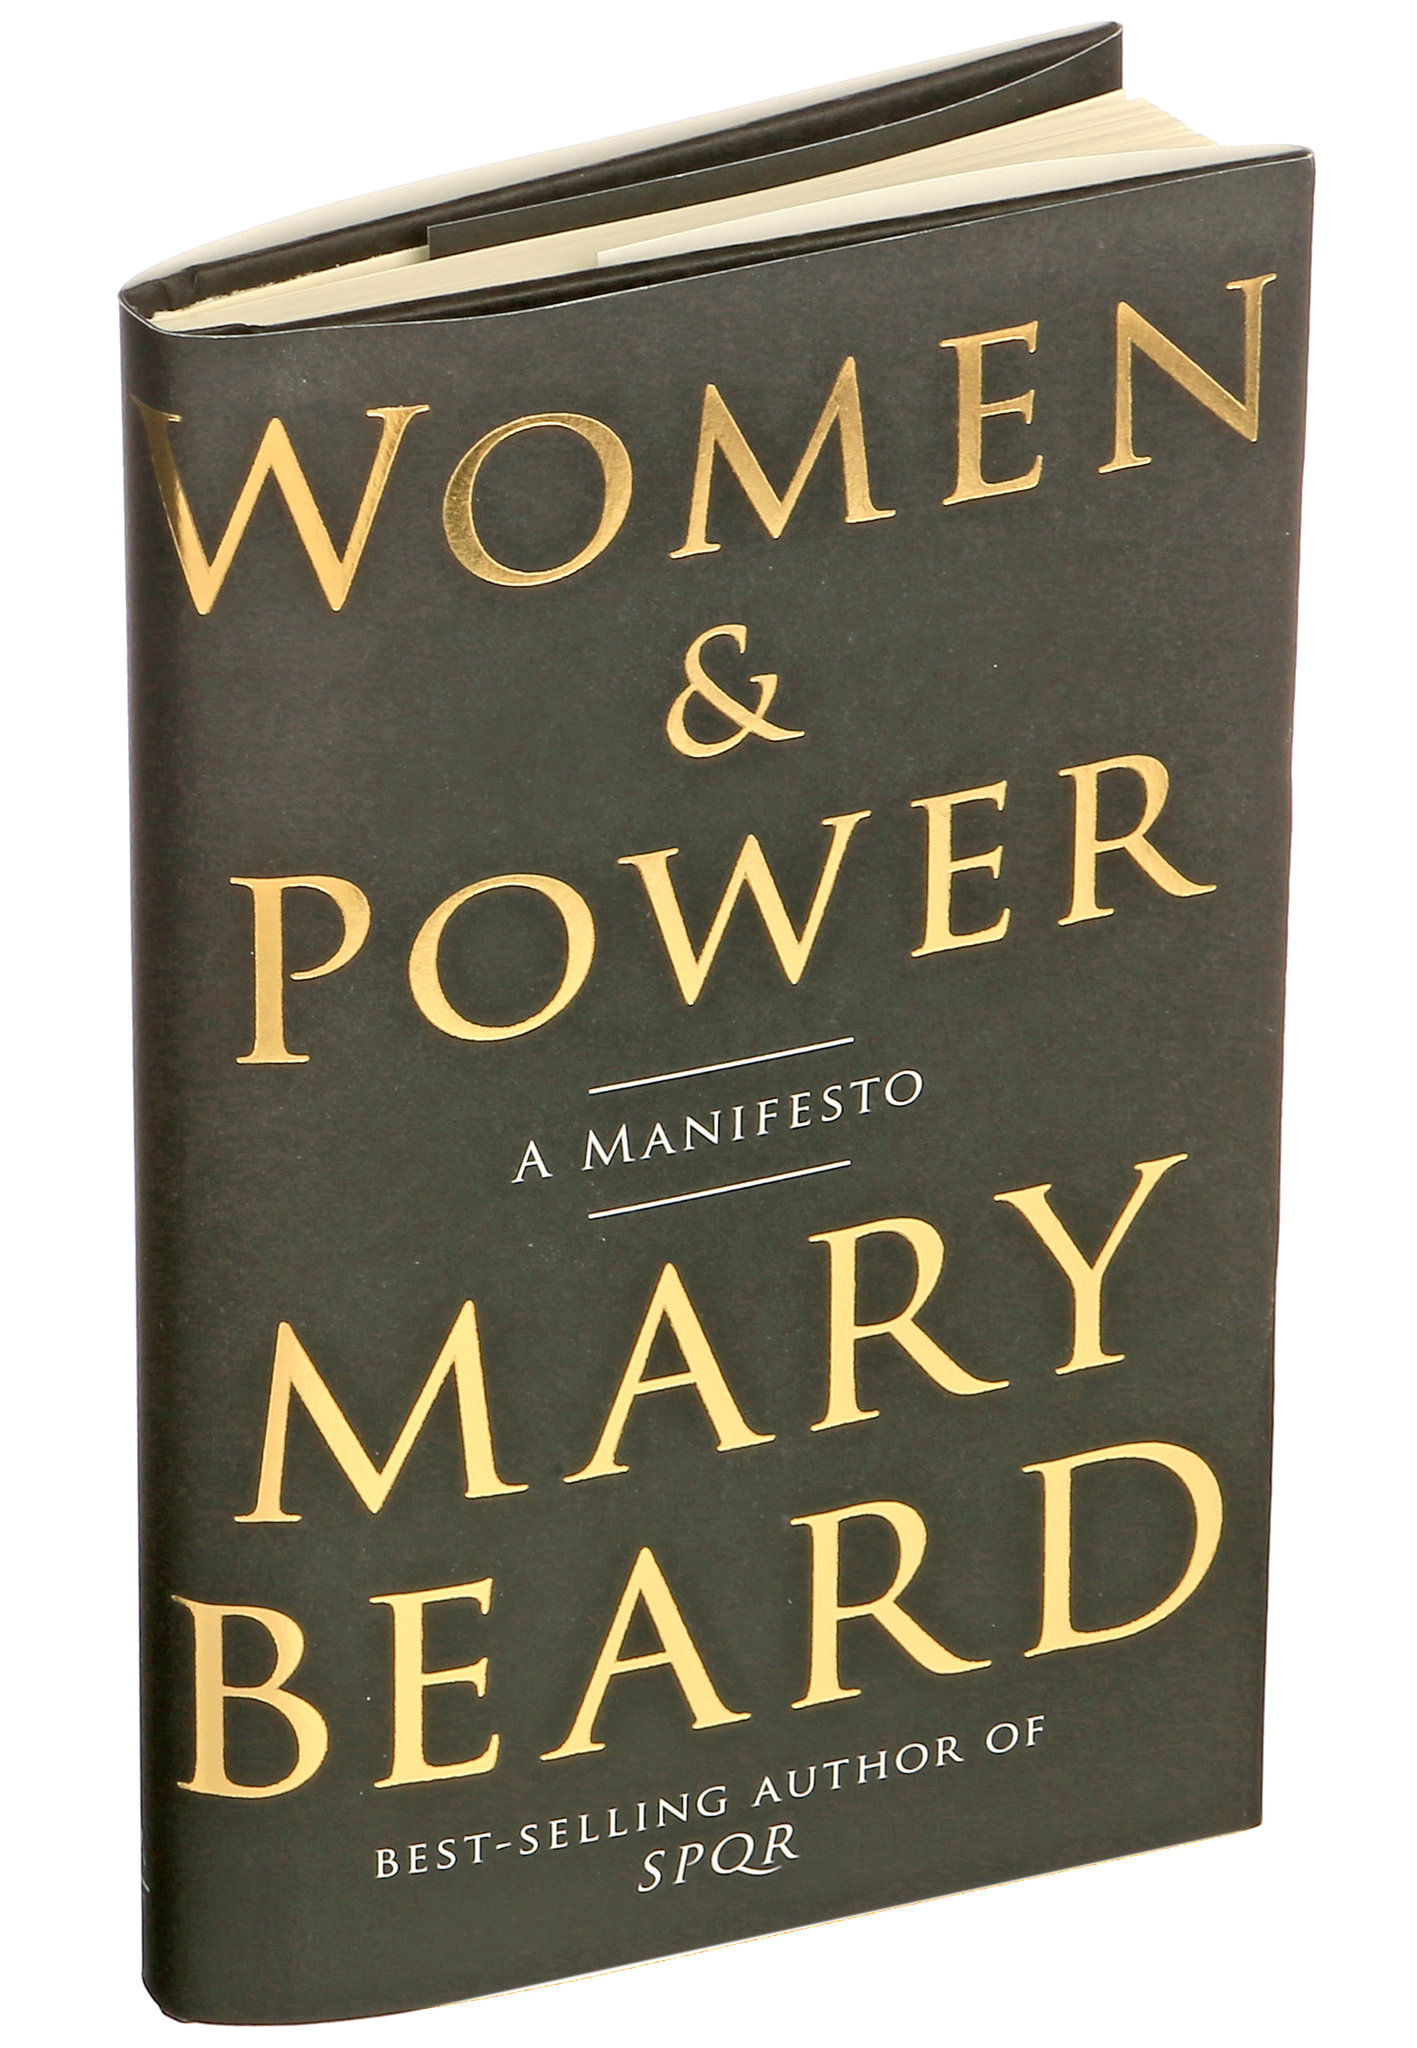 WOMEN
&
POWER
A MANIFESTO
MARY
BEARD
BEST-SELLING AUTHOR OF
SPQR